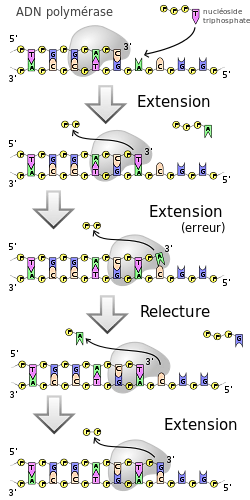 ADN polymérase
P P P T nucléoside
triphosphate
5' 3'
T G G A C
A C C T G A C G G
3' 5'
Extension
P P
P P P A
5' 3'
T G G A C T
A C C T G A C G G
3' 5'
Extension
(erreur)
P P
5' 3'
T G G A C T A
A C C T G A C G G
3' 5'
Relecture
P A
P P P G
5' 3'
T G G A C T
A C C T G A C G G
3' 5'
Extension
P P
5' 3'
T G G A C T G
A C C T G A C G G
3' 5'